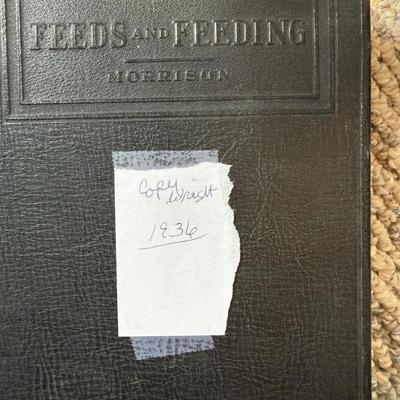 FEEDS AND FEEDING
MORRISON
Copy
wright
1936